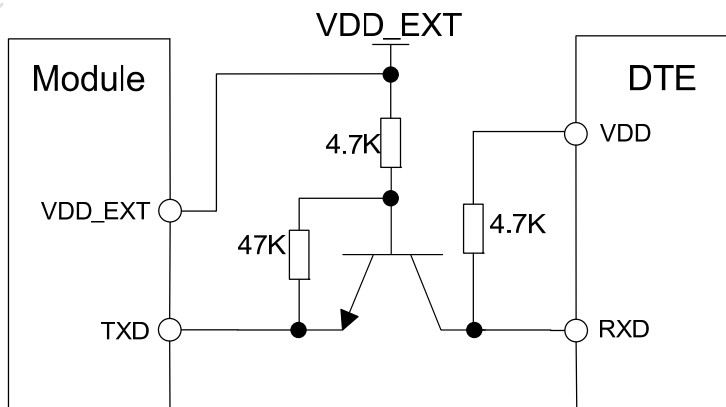 VDD_EXT
Module
DTE
VDD
4.7K
VDD_EXT
47K
4.7K
TXD
RXD